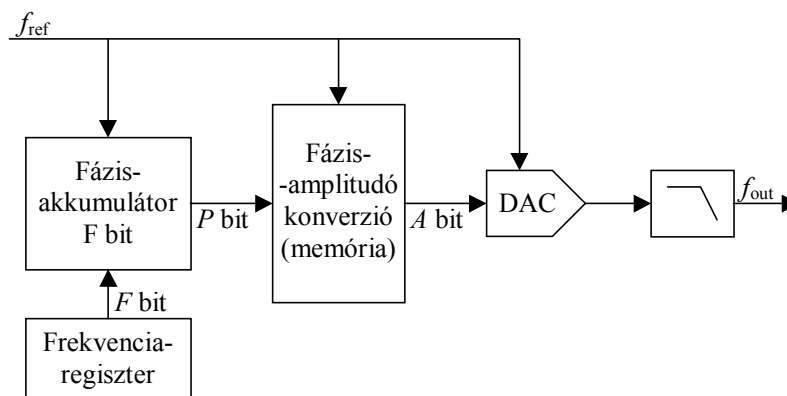 f_ref
Fázis-
akkumulátor
F bit
P bit
Fázis-
-amplitudó
konverzió
(memória)
A bit
DAC
f_out
F bit
Frekvencia-
regiszter